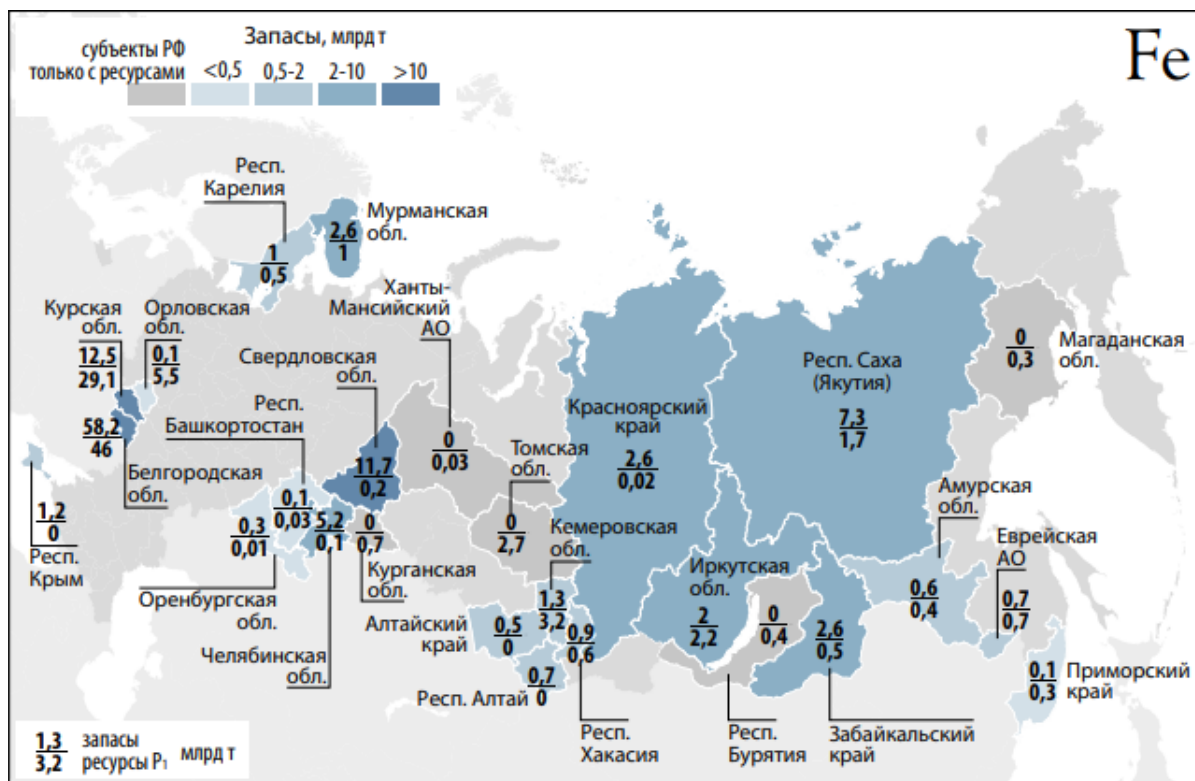 Fe
Запасы, млрд т
субъекты РФ
только с ресурсами
<0,5
0,5-2
2-10
>10
Респ.
Карелия
1
0,5
Мурманская
обл.
2,6
1
Ханты-
Мансийский
АО
0
0,03
Курская
обл.
12,5
29,1
Орловская
обл.
0,1
5,5
Свердловская
обл.
11,7
0,2
Респ.
Башкортостан
0,1
0,03
58,2
46
Белгородская
обл.
1,2
0
Респ.
Крым
0,3
0,01
Оренбургская
обл.
5,2
0,1
Челябинская
обл.
0
0,7
Курганская
обл.
Томская
обл.
0
2,7
Красноярский
край
2,6
0,02
Респ. Саха
(Якутия)
7,3
1,7
0
0,3
Магаданская
обл.
Кемеровская
обл.
1,3
3,2
Алтайский
край
0,5
0
Респ. Алтай
0,7
0
0,9
0,6
Респ.
Хакасия
Иркутская
обл.
2
2,2
0
0,4
Респ.
Бурятия
2,6
0,5
Забайкальский
край
Амурская
обл.
0,6
0,4
Еврейская
АО
0,7
0,7
0,1
0,3
Приморский
край
1,3
3,2
запасы
ресурсы Р₁
млрд т